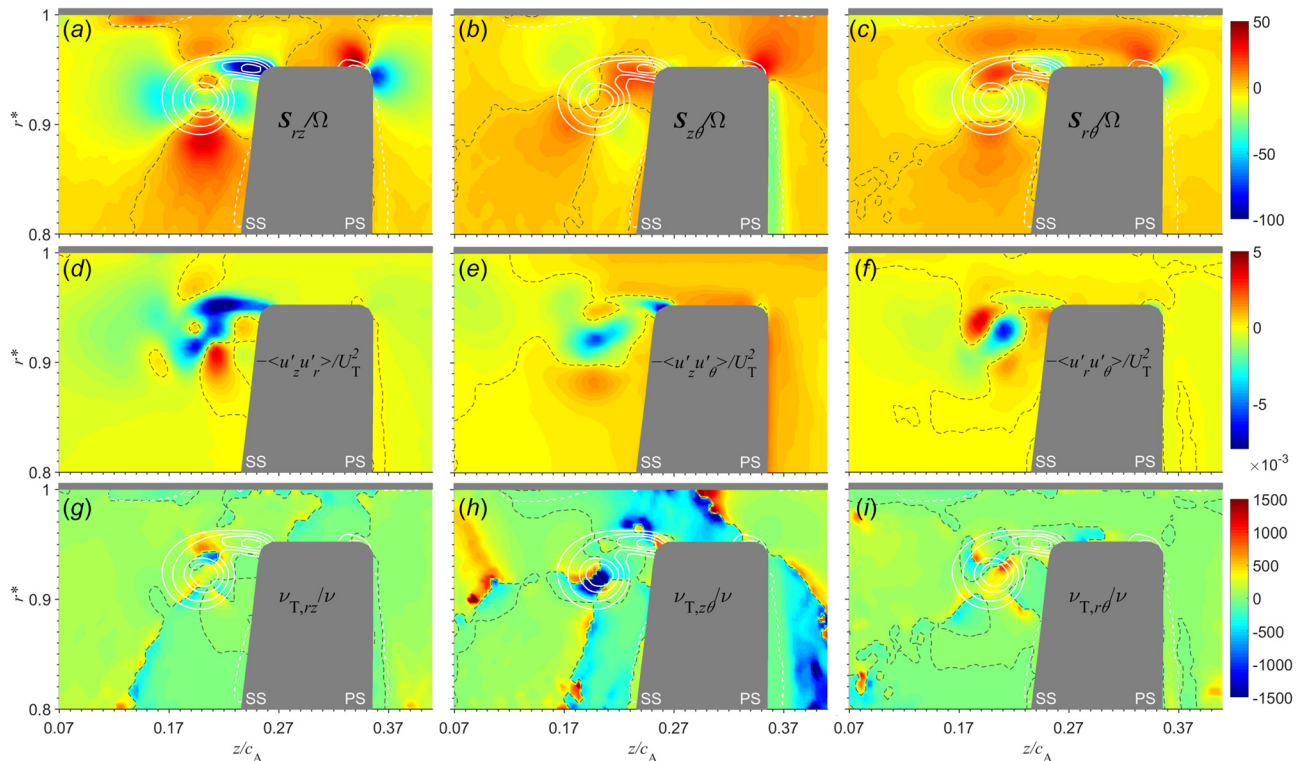 (a)
(b)
(c)
1
r*
0.9
0.8
S_rz/Ω
S_zθ/Ω
S_rθ/Ω
SS
PS
SS
PS
SS
PS
50
0
-50
-100
(d)
(e)
(f)
1
r*
0.9
0.8
−<u'_z u'_r>/U_T^2
−<u'_z u'_θ>/U_T^2
−<u'_r u'_θ>/U_T^2
SS
PS
SS
PS
SS
PS
5
0
-5
×10^-3
(g)
(h)
(i)
1
r*
0.9
0.8
ν_T,rz/ν
ν_T,zθ/ν
ν_T,rθ/ν
SS
PS
SS
PS
SS
PS
1500
1000
500
0
-500
-1000
-1500
0.07
0.17
0.27
0.37
0.07
0.17
0.27
0.37
0.07
0.17
0.27
0.37
z/c_A
z/c_A
z/c_A